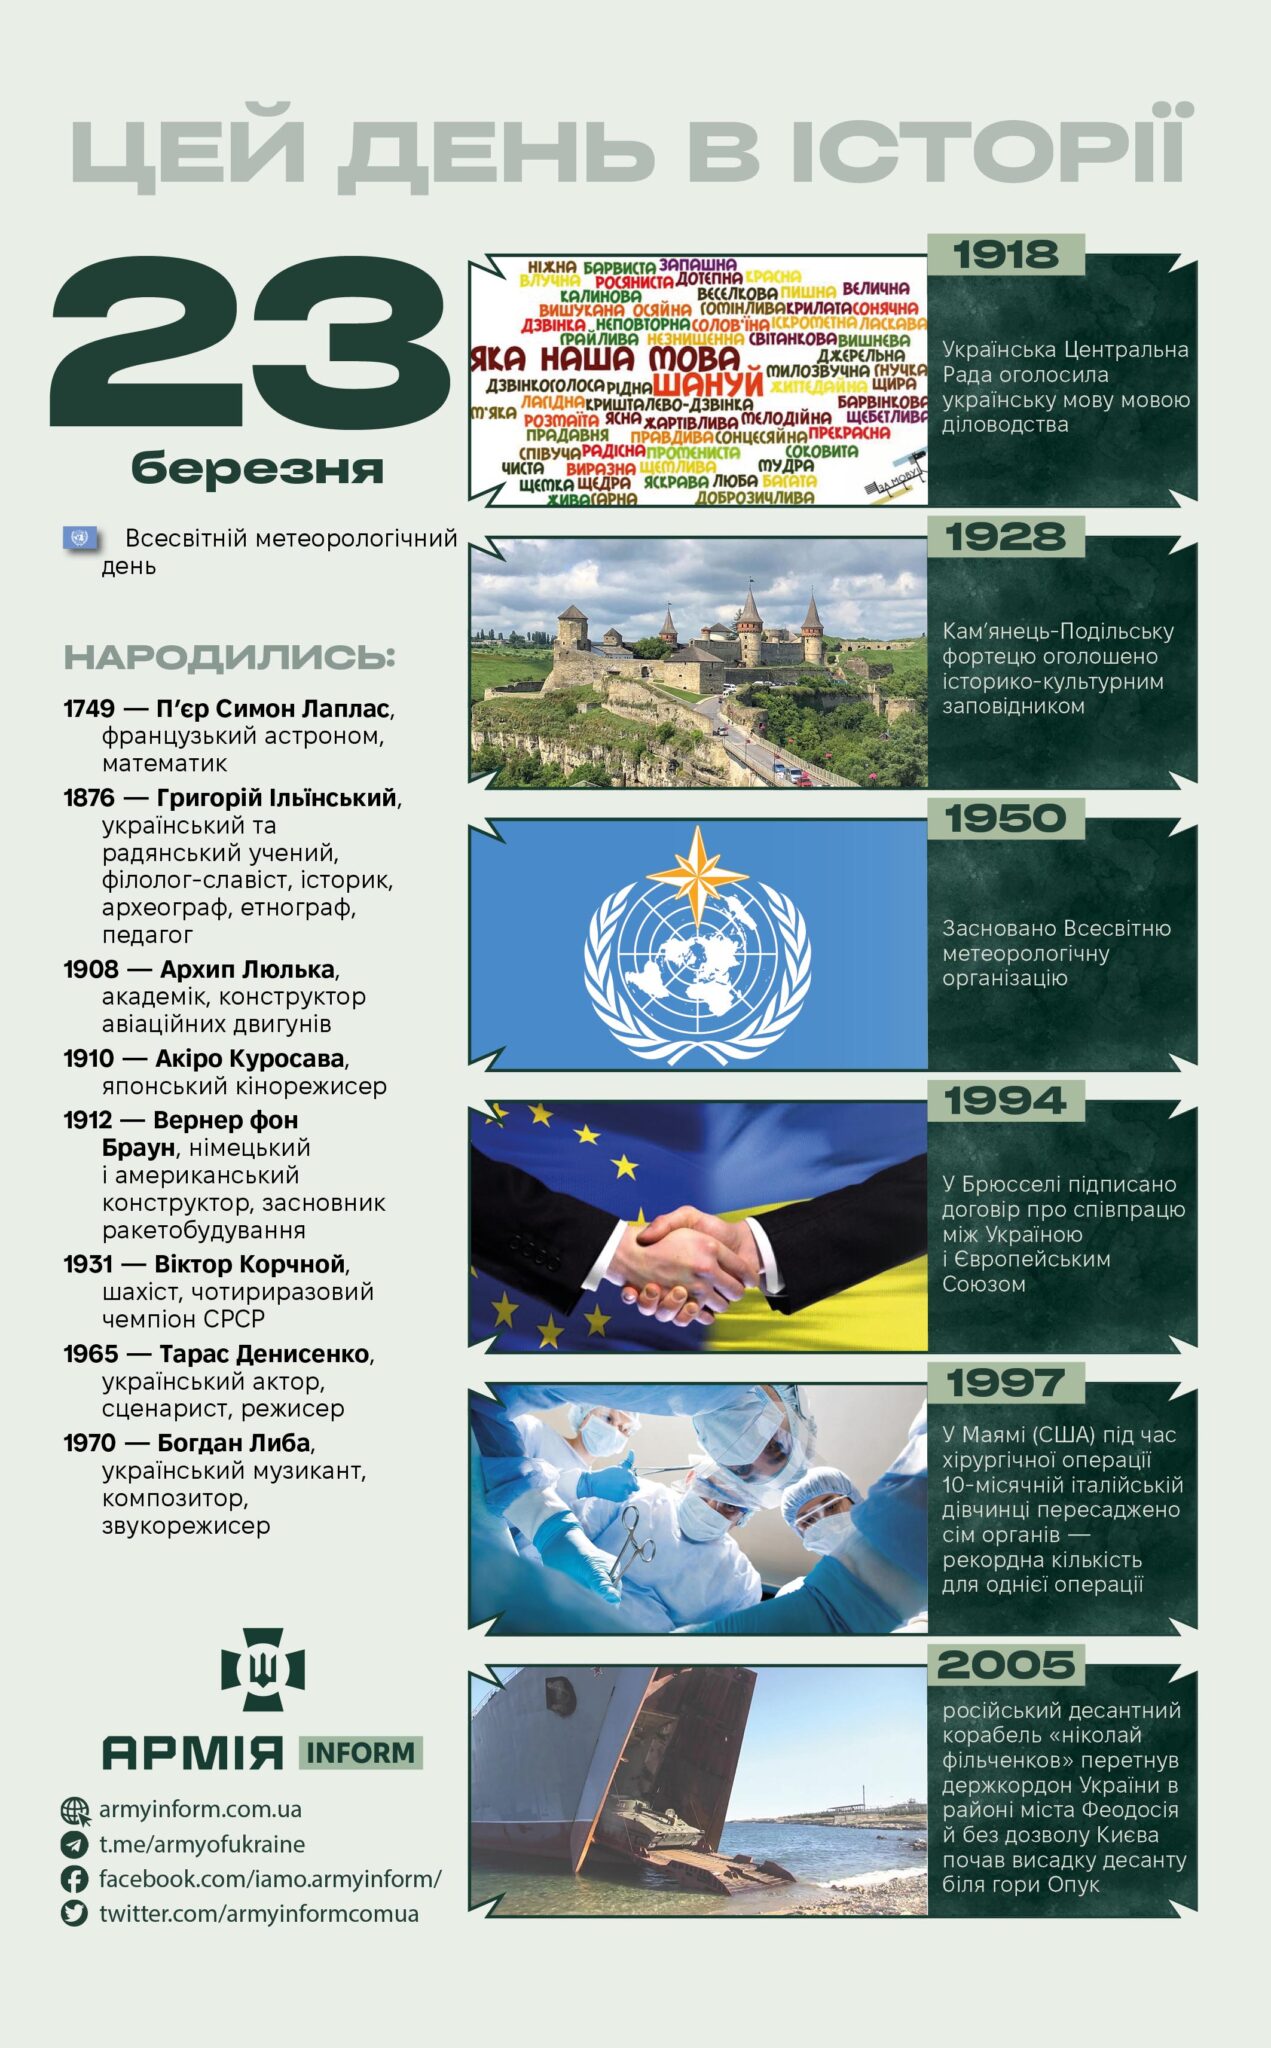 ЦЕЙ ДЕНЬ В ІСТОРІЇ
23
березня
Всесвітній метеорологічний
день
НАРОДИЛИСЬ:
1749 — П’єр Симон Лаплас,
французький астроном,
математик
1876 — Григорій Ільїнський,
український та
радянський учений,
філолог-славіст, історик,
археограф, етнограф,
педагог
1908 — Архип Люлька,
академік, конструктор
авіаційних двигунів
1910 — Акіро Куросава,
японський кінорежисер
1912 — Вернер фон
Браун, німецький
і американський
конструктор, засновник
ракетобудування
1931 — Віктор Корчной,
шахіст, чотириразовий
чемпіон СРСР
1965 — Тарас Денисенко,
український актор,
сценарист, режисер
1970 — Богдан Либа,
український музикант,
композитор,
звукорежисер
АРМІЯ INFORM
armyinform.com.ua
t.me/armyofukraine
facebook.com/iamo.armyinform/
twitter.com/armyinformcomua
НІЖНА БАРВИСТА ЗАПАШНА
ВЛУЧНА РОСЯНИСТА ДОТЕПНА КРАСНА
КАЛИНОВА ВЕСЕЛКОВА ПИШНА ВЕЛИЧНА
ВИШУКАНА ОСЯЙНА ГОМІНЛИВА КРИЛАТА СОНЯЧНА
ДЗВІНКА НЕПОВТОРНА СОЛОВ'ЇНА ІСКРОМЕТНА ЛАСКАВА
ГРАЙЛИВА НЕЗНИЩЕННА СВІТАНКОВА ВИШНЕВА
ЯКА НАША МОВА ДЖЕРЕЛЬНА
МИЛОЗВУЧНА ГНУЧКА
ДЗВІНКОГОЛОСА РІДНА ШАНУЙ ЖИТТЄДАЙНА ЩИРА
ЛАГІДНА КРИШТАЛЕВО-ДЗВІНКА БАРВІНКОВА
М'ЯКА РОЗМАЇТА ЯСНА ЖАРТІВЛИВА МЕЛОДІЙНА ЩЕБЕТЛИВА
ПРАДАВНЯ ПРАВДИВА СОНЦЕСЯЙНА ПРЕКРАСНА
СПІВУЧА РАДІСНА ПРОМЕНИСТА СОКОВИТА
ЧИСТА ВИРАЗНА ЩЕМЛИВА МУДРА
ЩЕМКА ЩЕДРА ЯСКРАВА ЛЮБА БАГАТА
ЖИВА ГАРНА ДОБРОЗИЧЛИВА
ЗА МОВУ!
1918
Українська Центральна
Рада оголосила
українську мову мовою
діловодства
1928
Кам’янець-Подільську
фортецю оголошено
історико-культурним
заповідником
1950
Засновано Всесвітню
метеорологічну
організацію
1994
У Брюсселі підписано
договір про співпрацю
між Україною
і Європейським
Союзом
1997
У Маямі (США) під час
хірургічної операції
10-місячній італійській
дівчинці пересаджено
сім органів —
рекордна кількість
для однієї операції
2005
російський десантний
корабель «ніколай
фільченков» перетнув
держкордон України в
районі міста Феодосія
й без дозволу Києва
почав висадку десанту
біля гори Опук